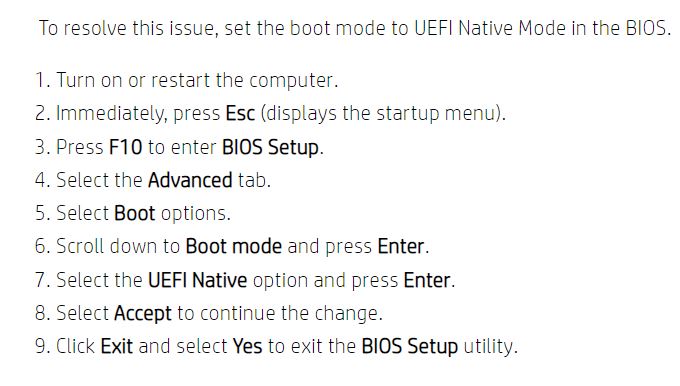 To resolve this issue, set the boot mode to UEFI Native Mode in the BIOS.
1. Turn on or restart the computer.
2. Immediately, press Esc (displays the startup menu).
3. Press F10 to enter BIOS Setup.
4. Select the Advanced tab.
5. Select Boot options.
6. Scroll down to Boot mode and press Enter.
7. Select the UEFI Native option and press Enter.
8. Select Accept to continue the change.
9. Click Exit and select Yes to exit the BIOS Setup utility.